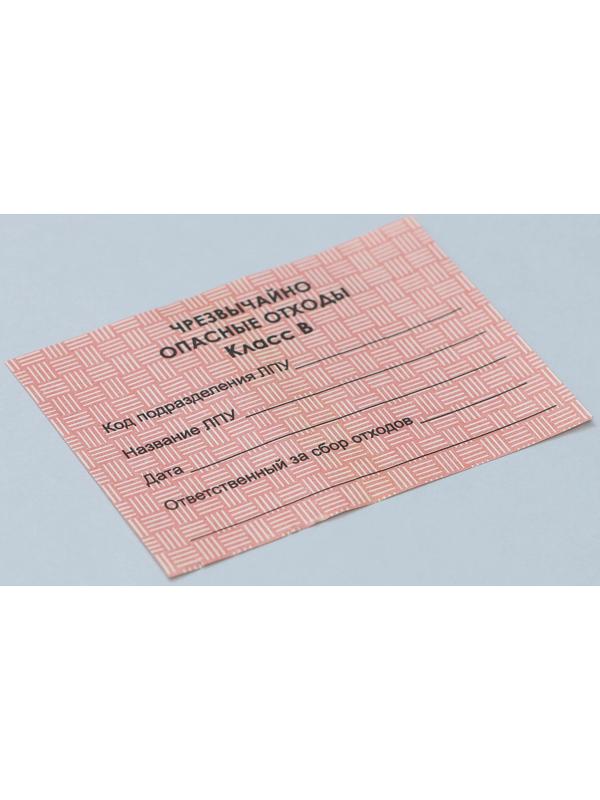 ЧРЕЗВЫЧАЙНО
ОПАСНЫЕ ОТХОДЫ
Класс В
Код подразделения ЛПУ
Название ЛПУ
Дата
Ответственный за сбор отходов